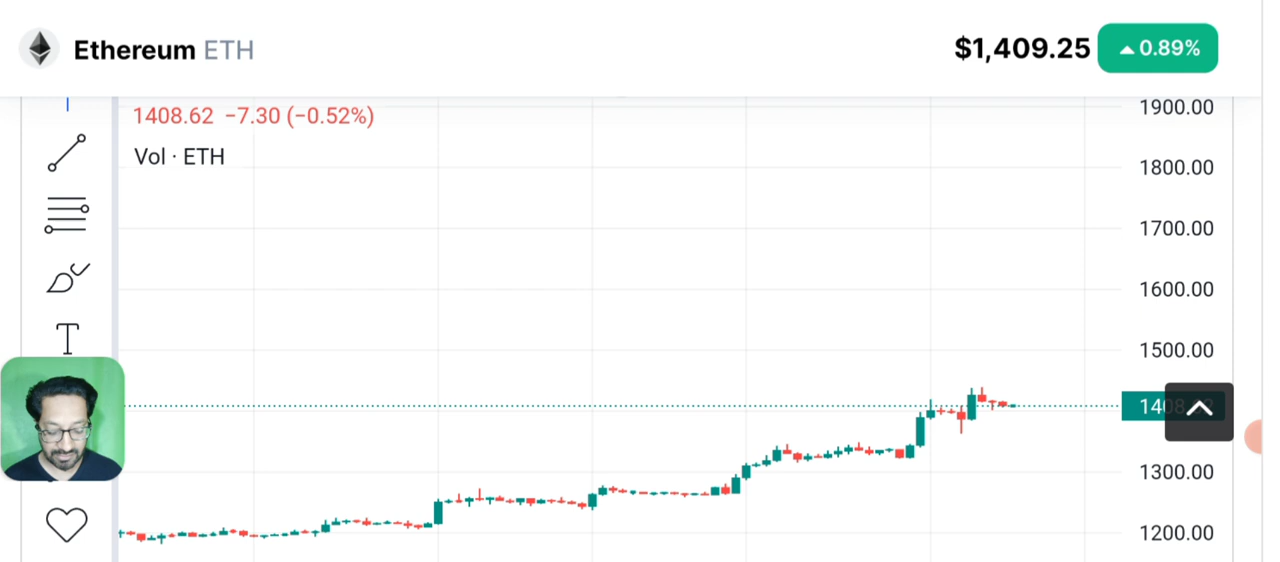 Ethereum ETH
$1,409.25 ▲0.89%
1408.62 −7.30 (−0.52%)
Vol · ETH
T
1900.00
1800.00
1700.00
1600.00
1500.00
1300.00
1200.00